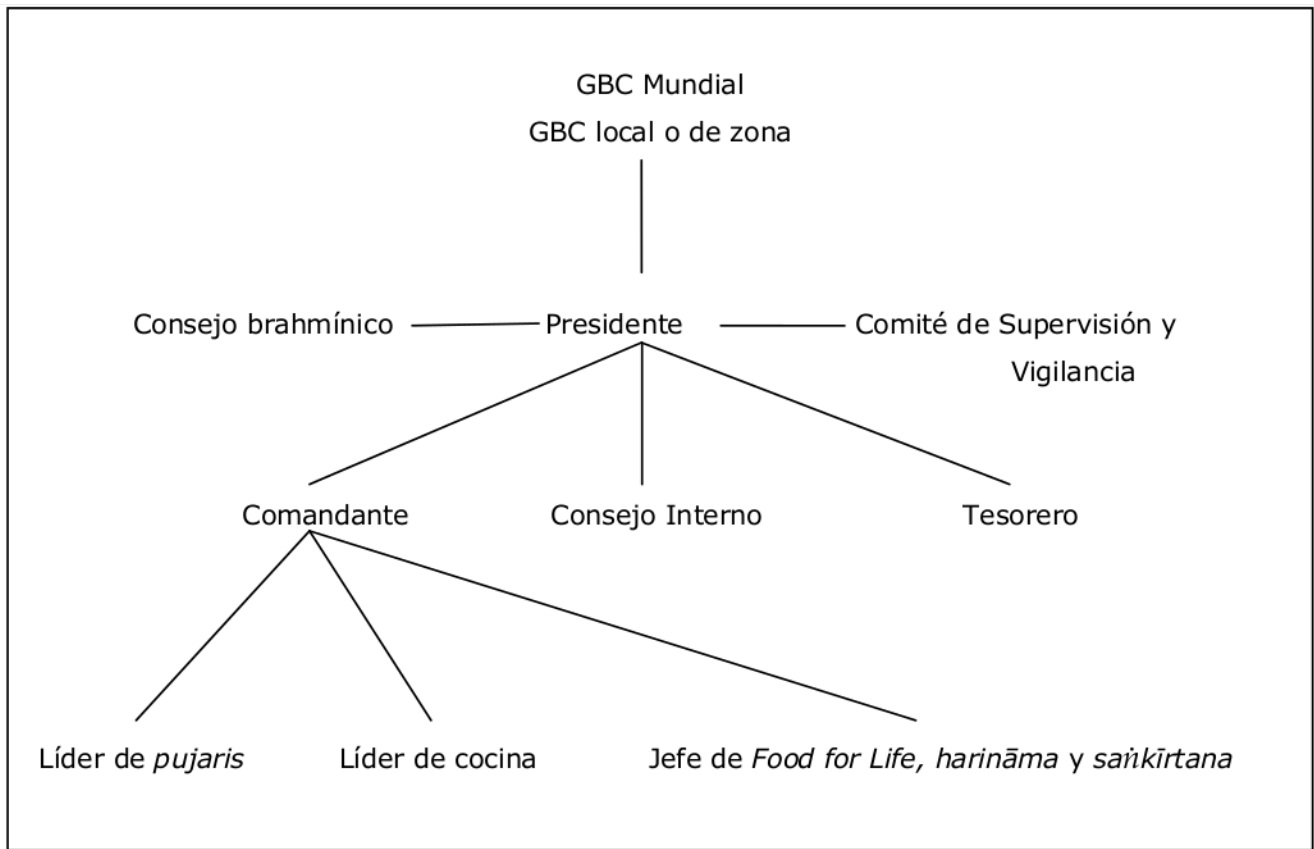 GBC Mundial
GBC local o de zona
Consejo brahmínico
Presidente
Comité de Supervisión y
Vigilancia
Comandante
Consejo Interno
Tesorero
Líder de pujaris
Líder de cocina
Jefe de Food for Life, harināma y saṅkīrtana